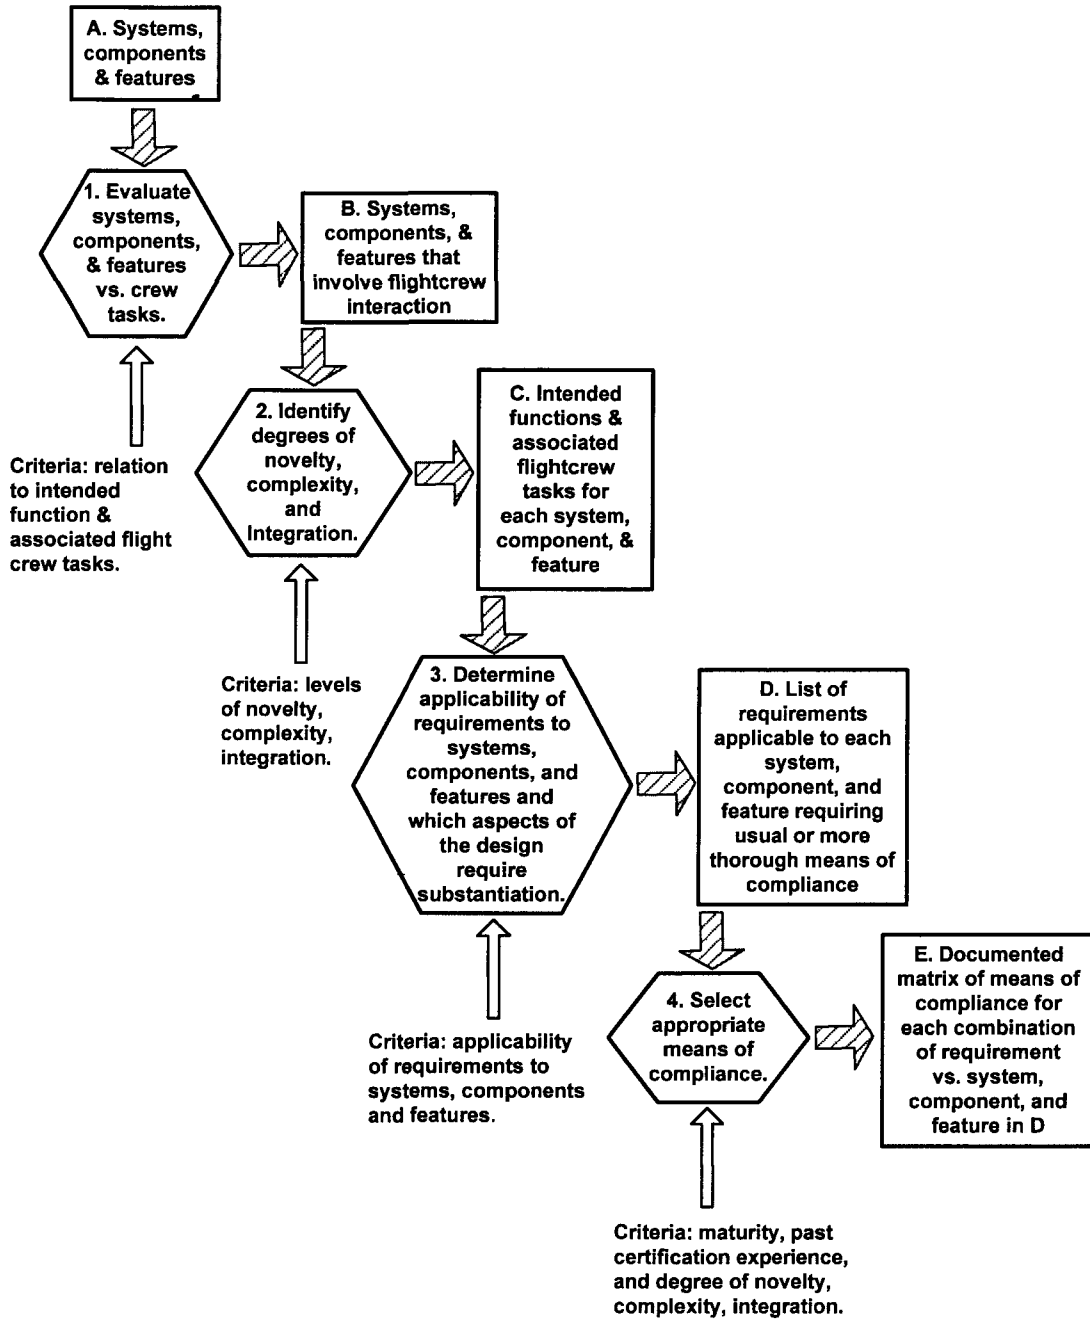 A. Systems,
components
& features
1. Evaluate
systems,
components,
& features
vs. crew
tasks.
B. Systems,
components, &
features that
involve flightcrew
interaction
Criteria: relation
to intended
function &
associated flight
crew tasks.
2. Identify
degrees of
novelty,
complexity,
and
Integration.
C. Intended
functions &
associated
flightcrew
tasks for
each system,
component, &
feature
Criteria: levels
of novelty,
complexity,
integration.
3. Determine
applicability of
requirements to
systems,
components, and
features and
which aspects of
the design
require
substantiation.
D. List of
requirements
applicable to each
system,
component, and
feature requiring
usual or more
thorough means of
compliance
Criteria: applicability
of requirements to
systems, components
and features.
4. Select
appropriate
means of
compliance.
E. Documented
matrix of means of
compliance for
each combination
of requirement
vs. system,
component, and
feature in D
Criteria: maturity, past
certification experience,
and degree of novelty,
complexity, integration.